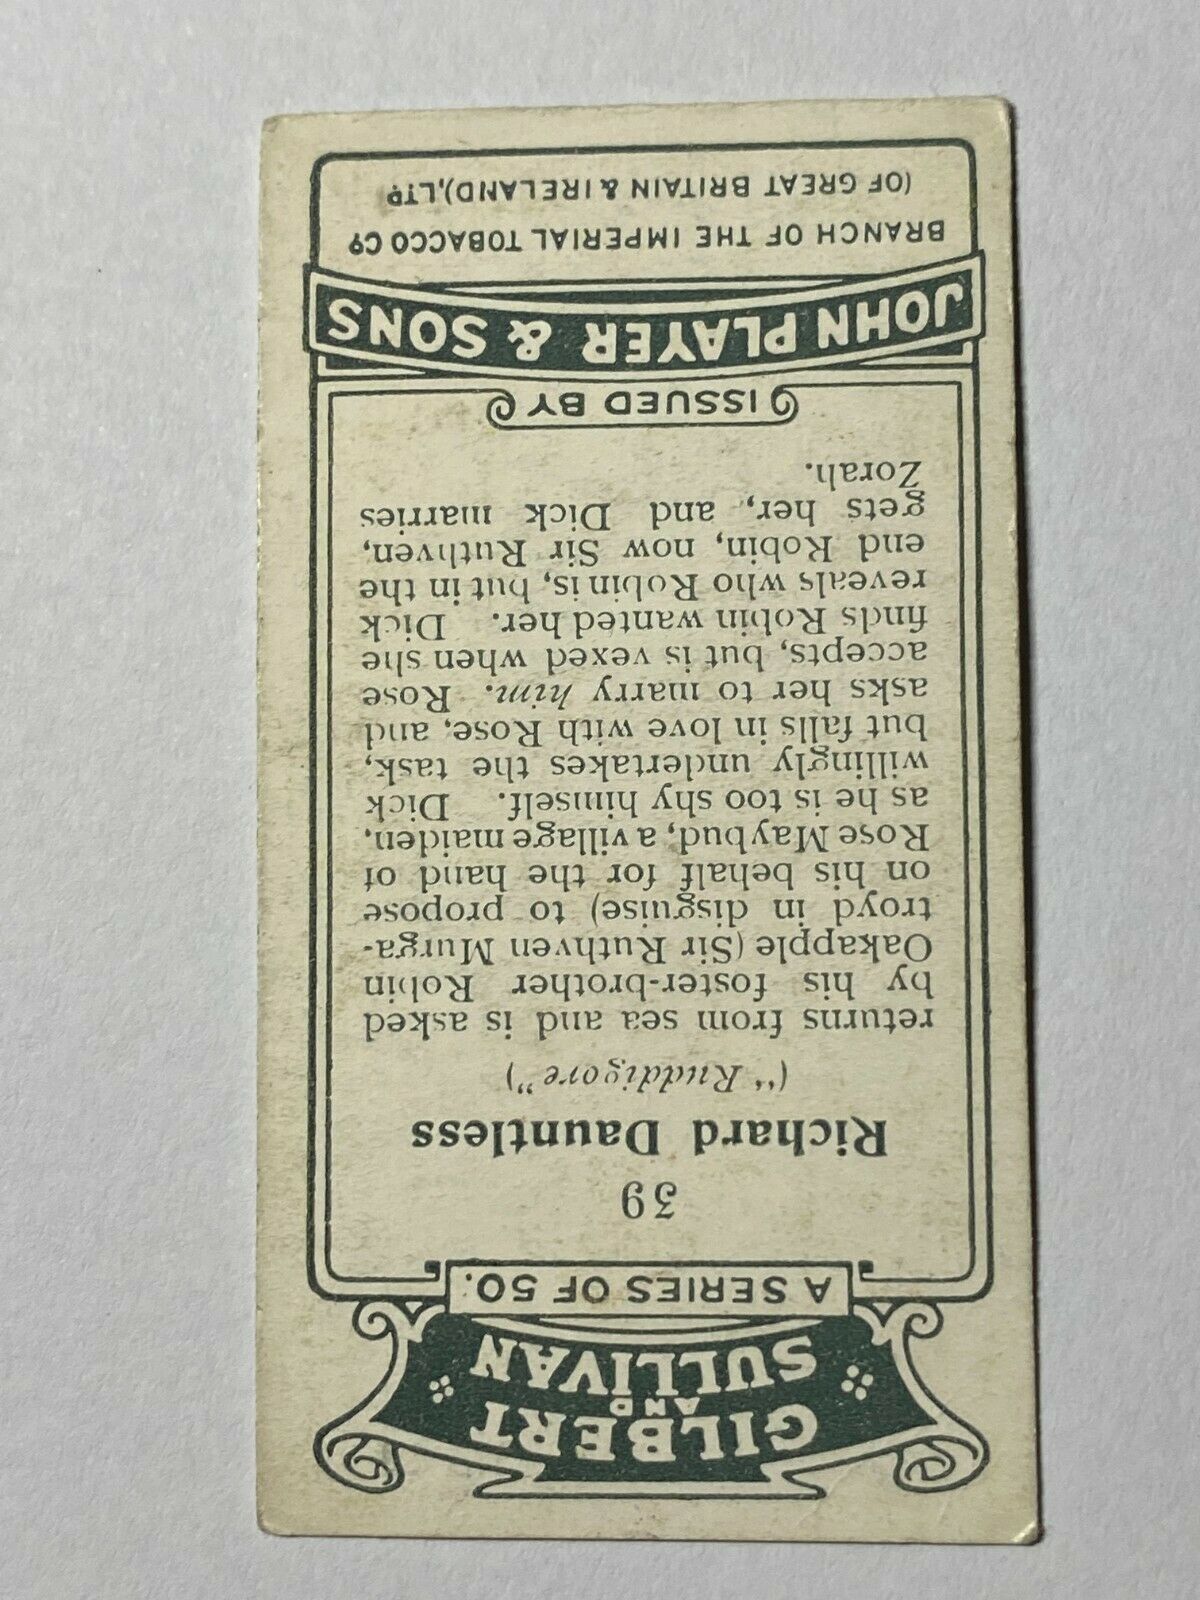 GILBERT
AND
SULLIVAN
A SERIES OF 50.
39
Richard Dauntless
("Ruddigore")
returns from sea and is asked
by his foster-brother Robin
Oakapple (Sir Ruthven Murga-
troyd in disguise) to propose
on his behalf for the hand of
Rose Maybud, a village maiden,
as he is too shy himself. Dick
willingly undertakes the task,
but falls in love with Rose, and
asks her to marry him. Rose
accepts, but is vexed when she
finds Robin wanted her. Dick
reveals who Robin is, but in the
end Robin, now Sir Ruthven,
gets her, and Dick marries
Zorah.
ISSUED BY
JOHN PLAYER & SONS
BRANCH OF THE IMPERIAL TOBACCO CO
(OF GREAT BRITAIN & IRELAND), LTD